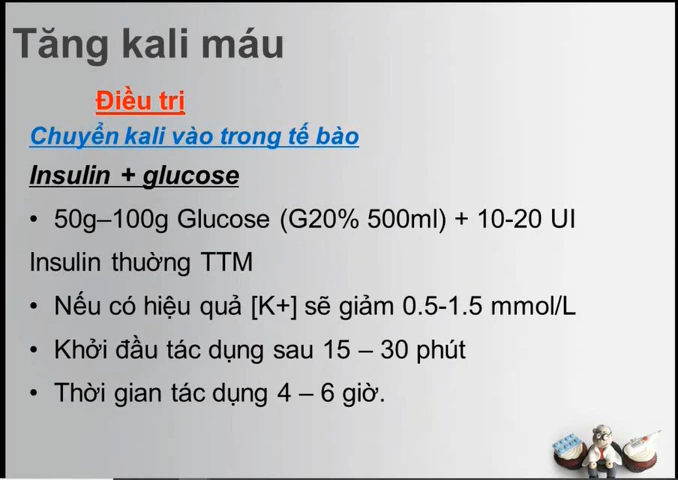 Tăng kali máu
Điều trị
Chuyển kali vào trong tế bào
Insulin + glucose
• 50g–100g Glucose (G20% 500ml) + 10-20 UI
Insulin thuờng TTM
• Nếu có hiệu quả [K+] sẽ giảm 0.5-1.5 mmol/L
• Khởi đầu tác dụng sau 15 – 30 phút
• Thời gian tác dụng 4 – 6 giờ.